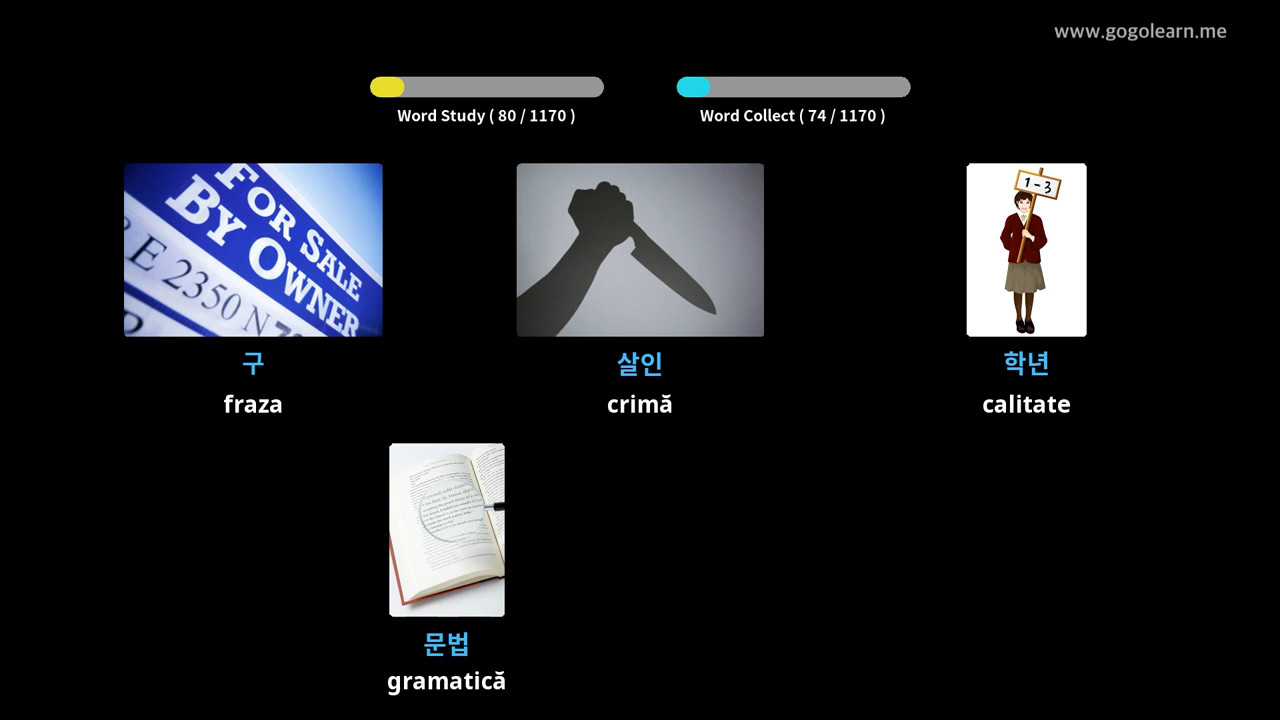 www.gogolearn.me
Word Study ( 80 / 1170 )
Word Collect ( 74 / 1170 )
FOR SALE
BY OWNER
E 2350 N
1 - 3
구
살인
학년
fraza
crimă
calitate
문법
gramatică